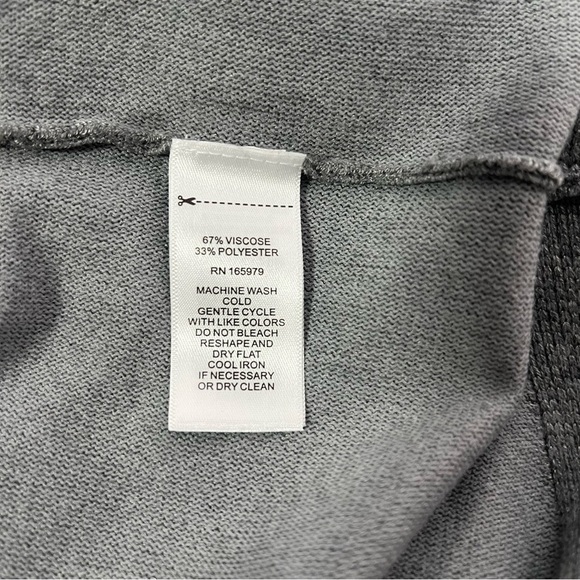 67% VISCOSE
33% POLYESTER
RN 165979
MACHINE WASH
COLD
GENTLE CYCLE
WITH LIKE COLORS
DO NOT BLEACH
RESHAPE AND
DRY FLAT
COOL IRON
IF NECESSARY
OR DRY CLEAN